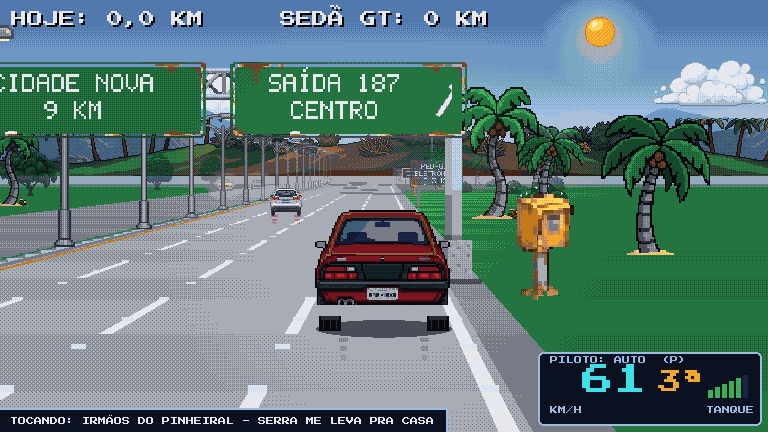 HOJE: 0,0 KM
SEDÃ GT: 0 KM
CIDADE NOVA
9 KM
SAÍDA 187
CENTRO
PILOTO: AUTO (P)
61 3ª
KM/H TANQUE
TOCANDO: IRMÃOS DO PINHEIRAL - SERRA ME LEVA PRA CASA